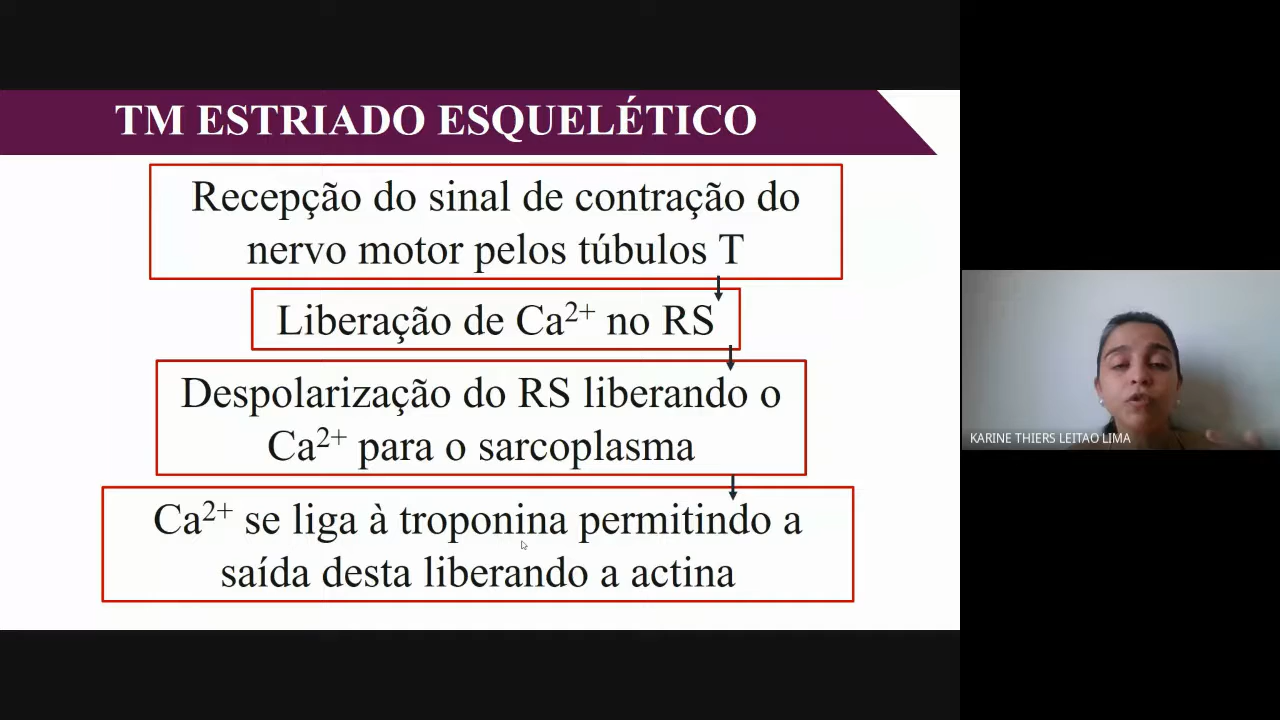 TM ESTRIADO ESQUELÉTICO
Recepção do sinal de contração do
nervo motor pelos túbulos T
Liberação de Ca²⁺ no RS
Despolarização do RS liberando o
Ca²⁺ para o sarcoplasma
Ca²⁺ se liga à troponina permitindo a
saída desta liberando a actina
KARINE THIERS LEITAO LIMA